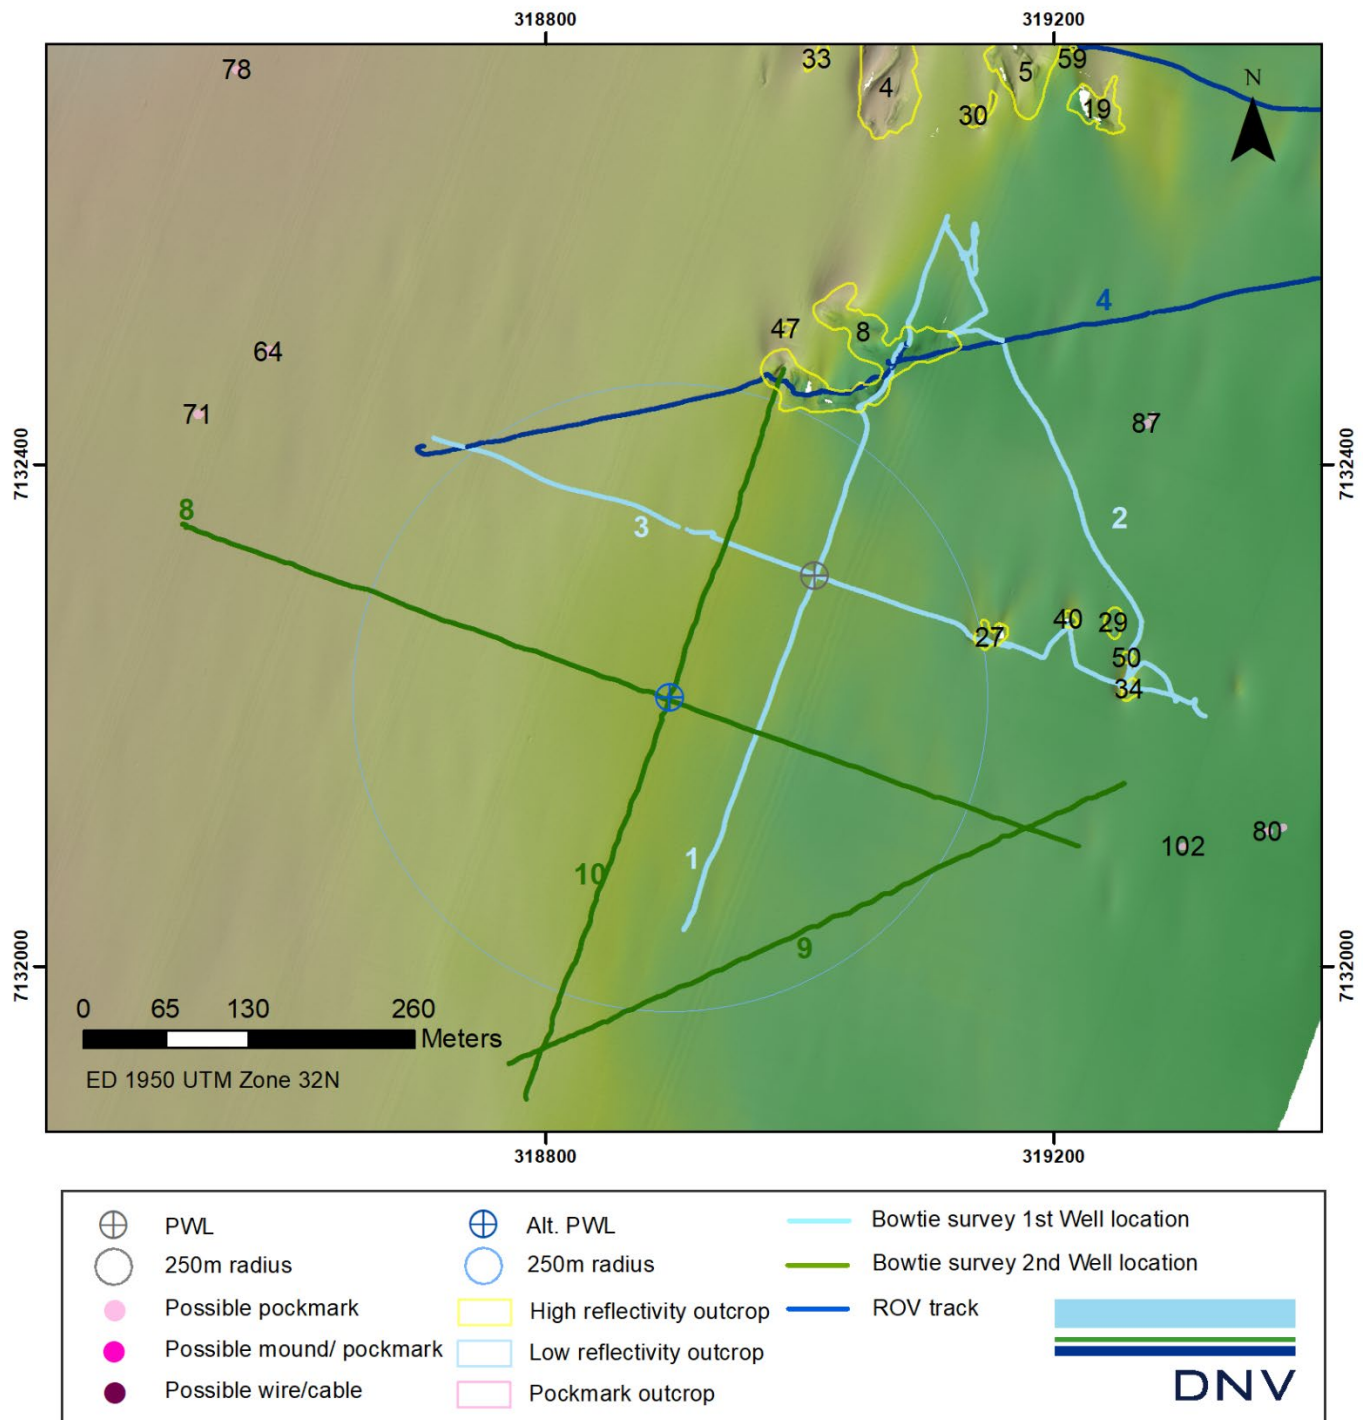 318800 319200
78 33 4 5 59
30 19
N
47 8 4
64
71 87
7132400 7132400
8 3 2
27 40 29
50
34
10 1 9
102 80
7132000 7132000
0 65 130 260
Meters
ED 1950 UTM Zone 32N
318800 319200
PWL
250m radius
Possible pockmark
Possible mound/ pockmark
Possible wire/cable
Alt. PWL
250m radius
High reflectivity outcrop
Low reflectivity outcrop
Pockmark outcrop
Bowtie survey 1st Well location
Bowtie survey 2nd Well location
ROV track
DNV